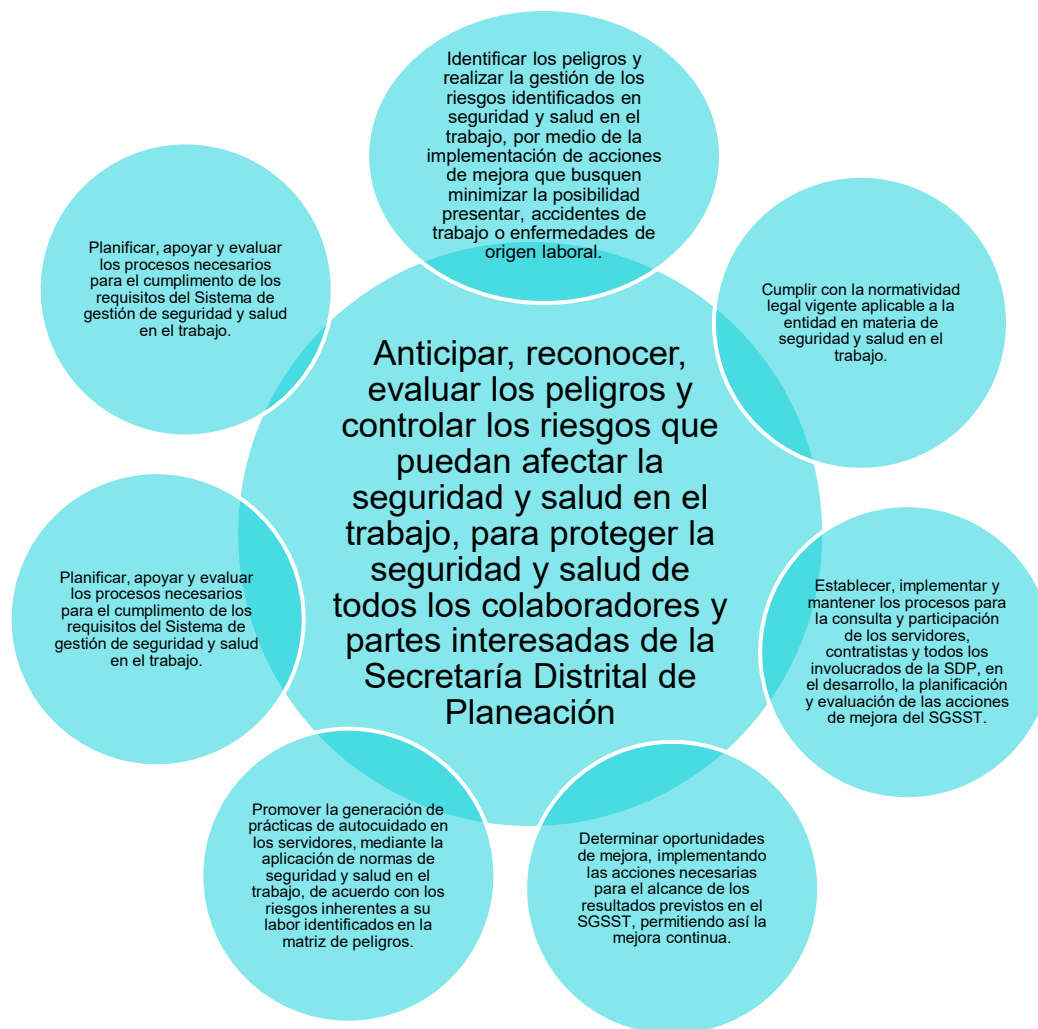 Identificar los peligros y
realizar la gestión de los
riesgos identificados en
seguridad y salud en el
trabajo, por medio de la
implementación de acciones
de mejora que busquen
minimizar la posibilidad
presentar, accidentes de
trabajo o enfermedades de
origen laboral.
Cumplir con la normatividad
legal vigente aplicable a la
entidad en materia de
seguridad y salud en el
trabajo.
Establecer, implementar y
mantener los procesos para
la consulta y participación
de los servidores,
contratistas y todos los
involucrados de la SDP, en
el desarrollo, la planificación
y evaluación de las acciones
de mejora del SGSST.
Determinar oportunidades
de mejora, implementando
las acciones necesarias
para el alcance de los
resultados previstos en el
SGSST, permitiendo así la
mejora continua.
Promover la generación de
prácticas de autocuidado en
los servidores, mediante la
aplicación de normas de
seguridad y salud en el
trabajo, de acuerdo con los
riesgos inherentes a su
labor identificados en la
matriz de peligros.
Planificar, apoyar y evaluar
los procesos necesarios
para el cumplimento de los
requisitos del Sistema de
gestión de seguridad y salud
en el trabajo.
Planificar, apoyar y evaluar
los procesos necesarios
para el cumplimento de los
requisitos del Sistema de
gestión de seguridad y salud
en el trabajo.
Anticipar, reconocer,
evaluar los peligros y
controlar los riesgos que
puedan afectar la
seguridad y salud en el
trabajo, para proteger la
seguridad y salud de
todos los colaboradores y
partes interesadas de la
Secretaría Distrital de
Planeación